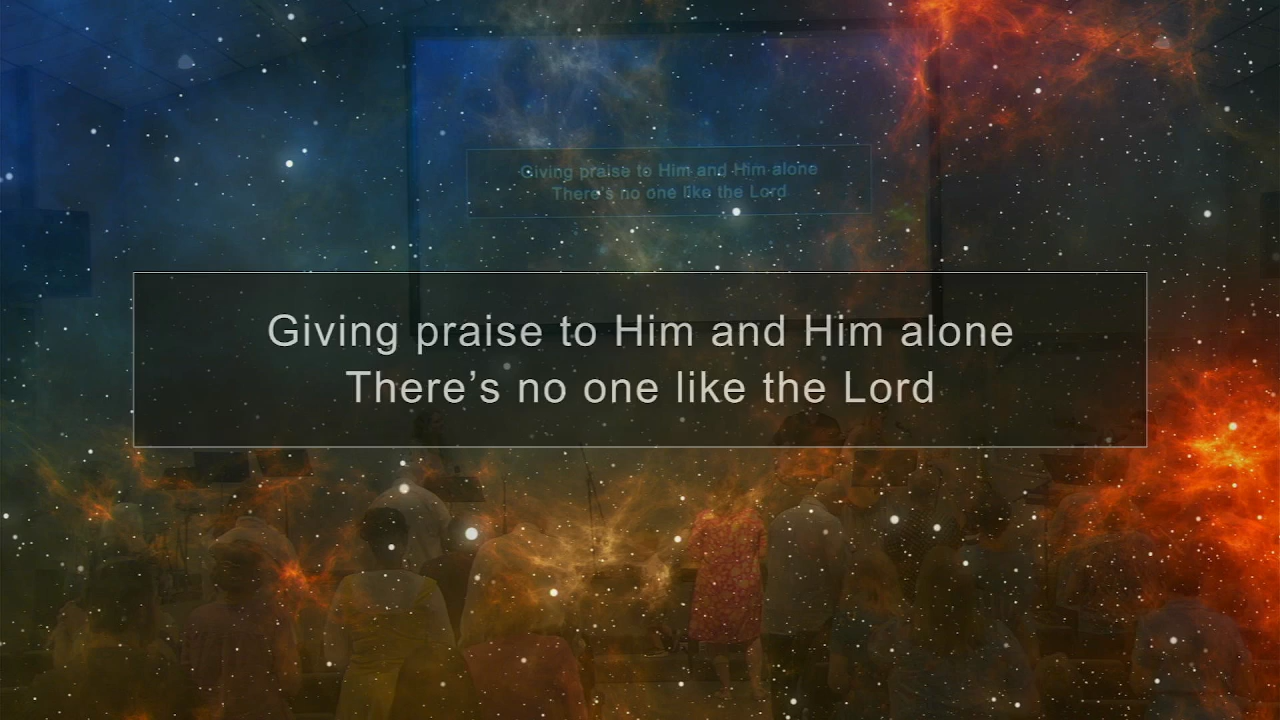 Giving praise to Him and Him alone
There's no one like the Lord
Giving praise to Him and Him alone
There’s no one like the Lord